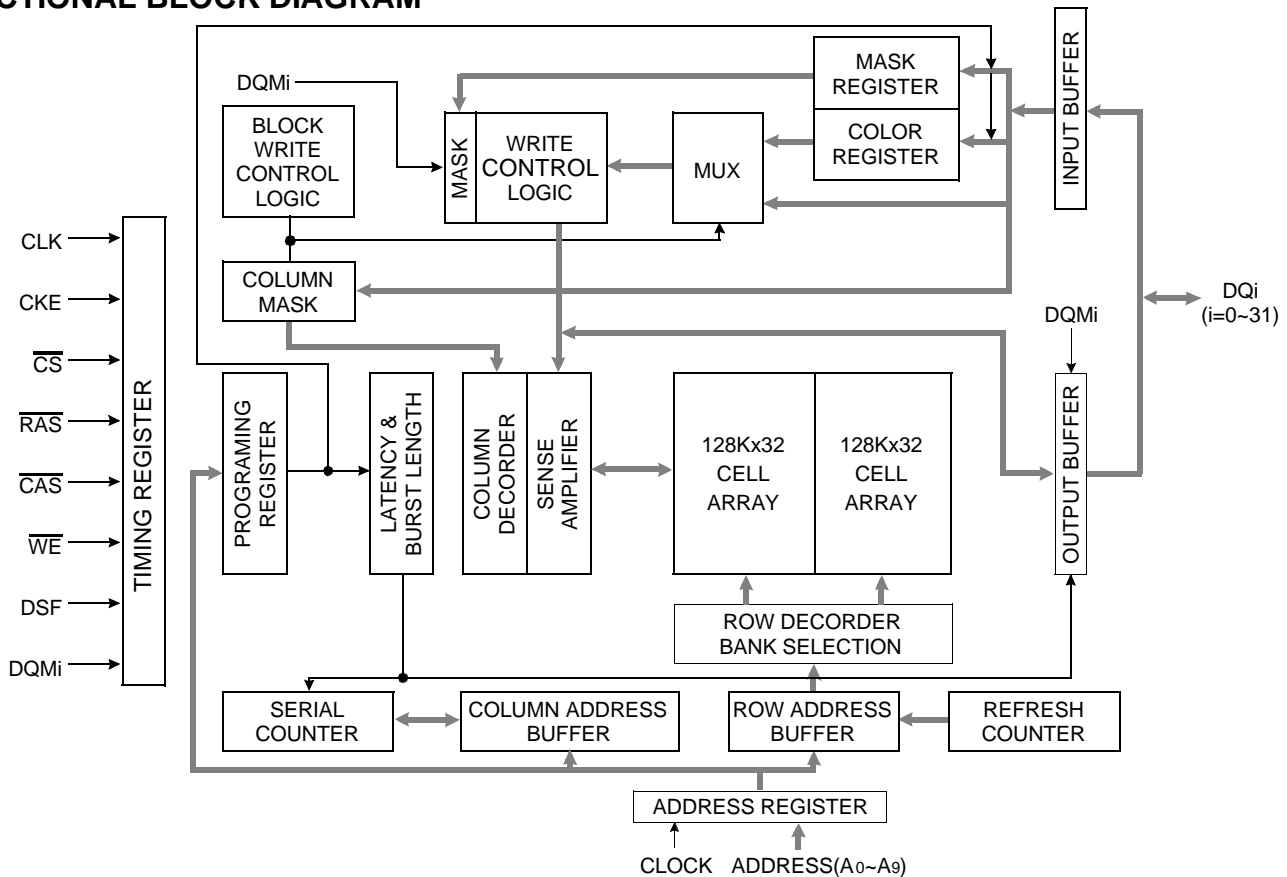 CTIONAL BLOCK DIAGRAM
DQMi
BLOCK
WRITE
CONTROL
LOGIC
MASK
WRITE
CONTROL
LOGIC
MUX
MASK
REGISTER
COLOR
REGISTER
INPUT BUFFER
CLK
CKE
CS
RAS
CAS
WE
DSF
DQMi
TIMING REGISTER
COLUMN
MASK
DQMi
DQi
(i=0~31)
PROGRAMING
REGISTER
LATENCY &
BURST LENGTH
COLUMN
DECORDER
SENSE
AMPLIFIER
128Kx32
CELL
ARRAY
128Kx32
CELL
ARRAY
OUTPUT BUFFER
ROW DECORDER
BANK SELECTION
SERIAL
COUNTER
COLUMN ADDRESS
BUFFER
ROW ADDRESS
BUFFER
REFRESH
COUNTER
ADDRESS REGISTER
CLOCK
ADDRESS(A0~A9)